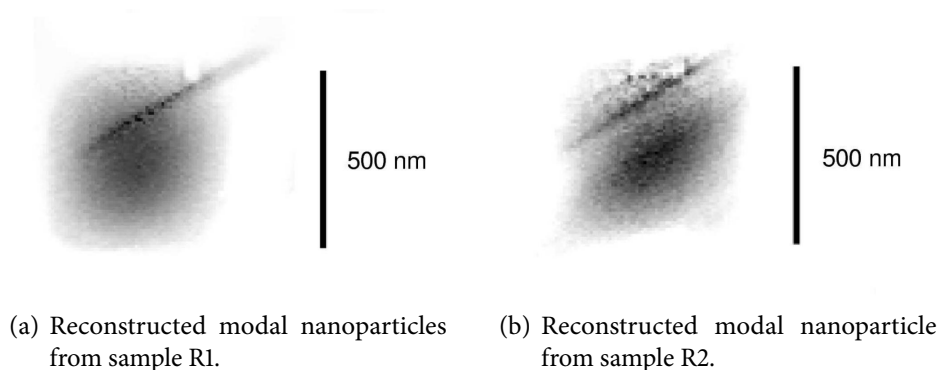 500 nm
500 nm
(a) Reconstructed modal nanoparticles
from sample R1.
(b) Reconstructed modal nanoparticle
from sample R2.